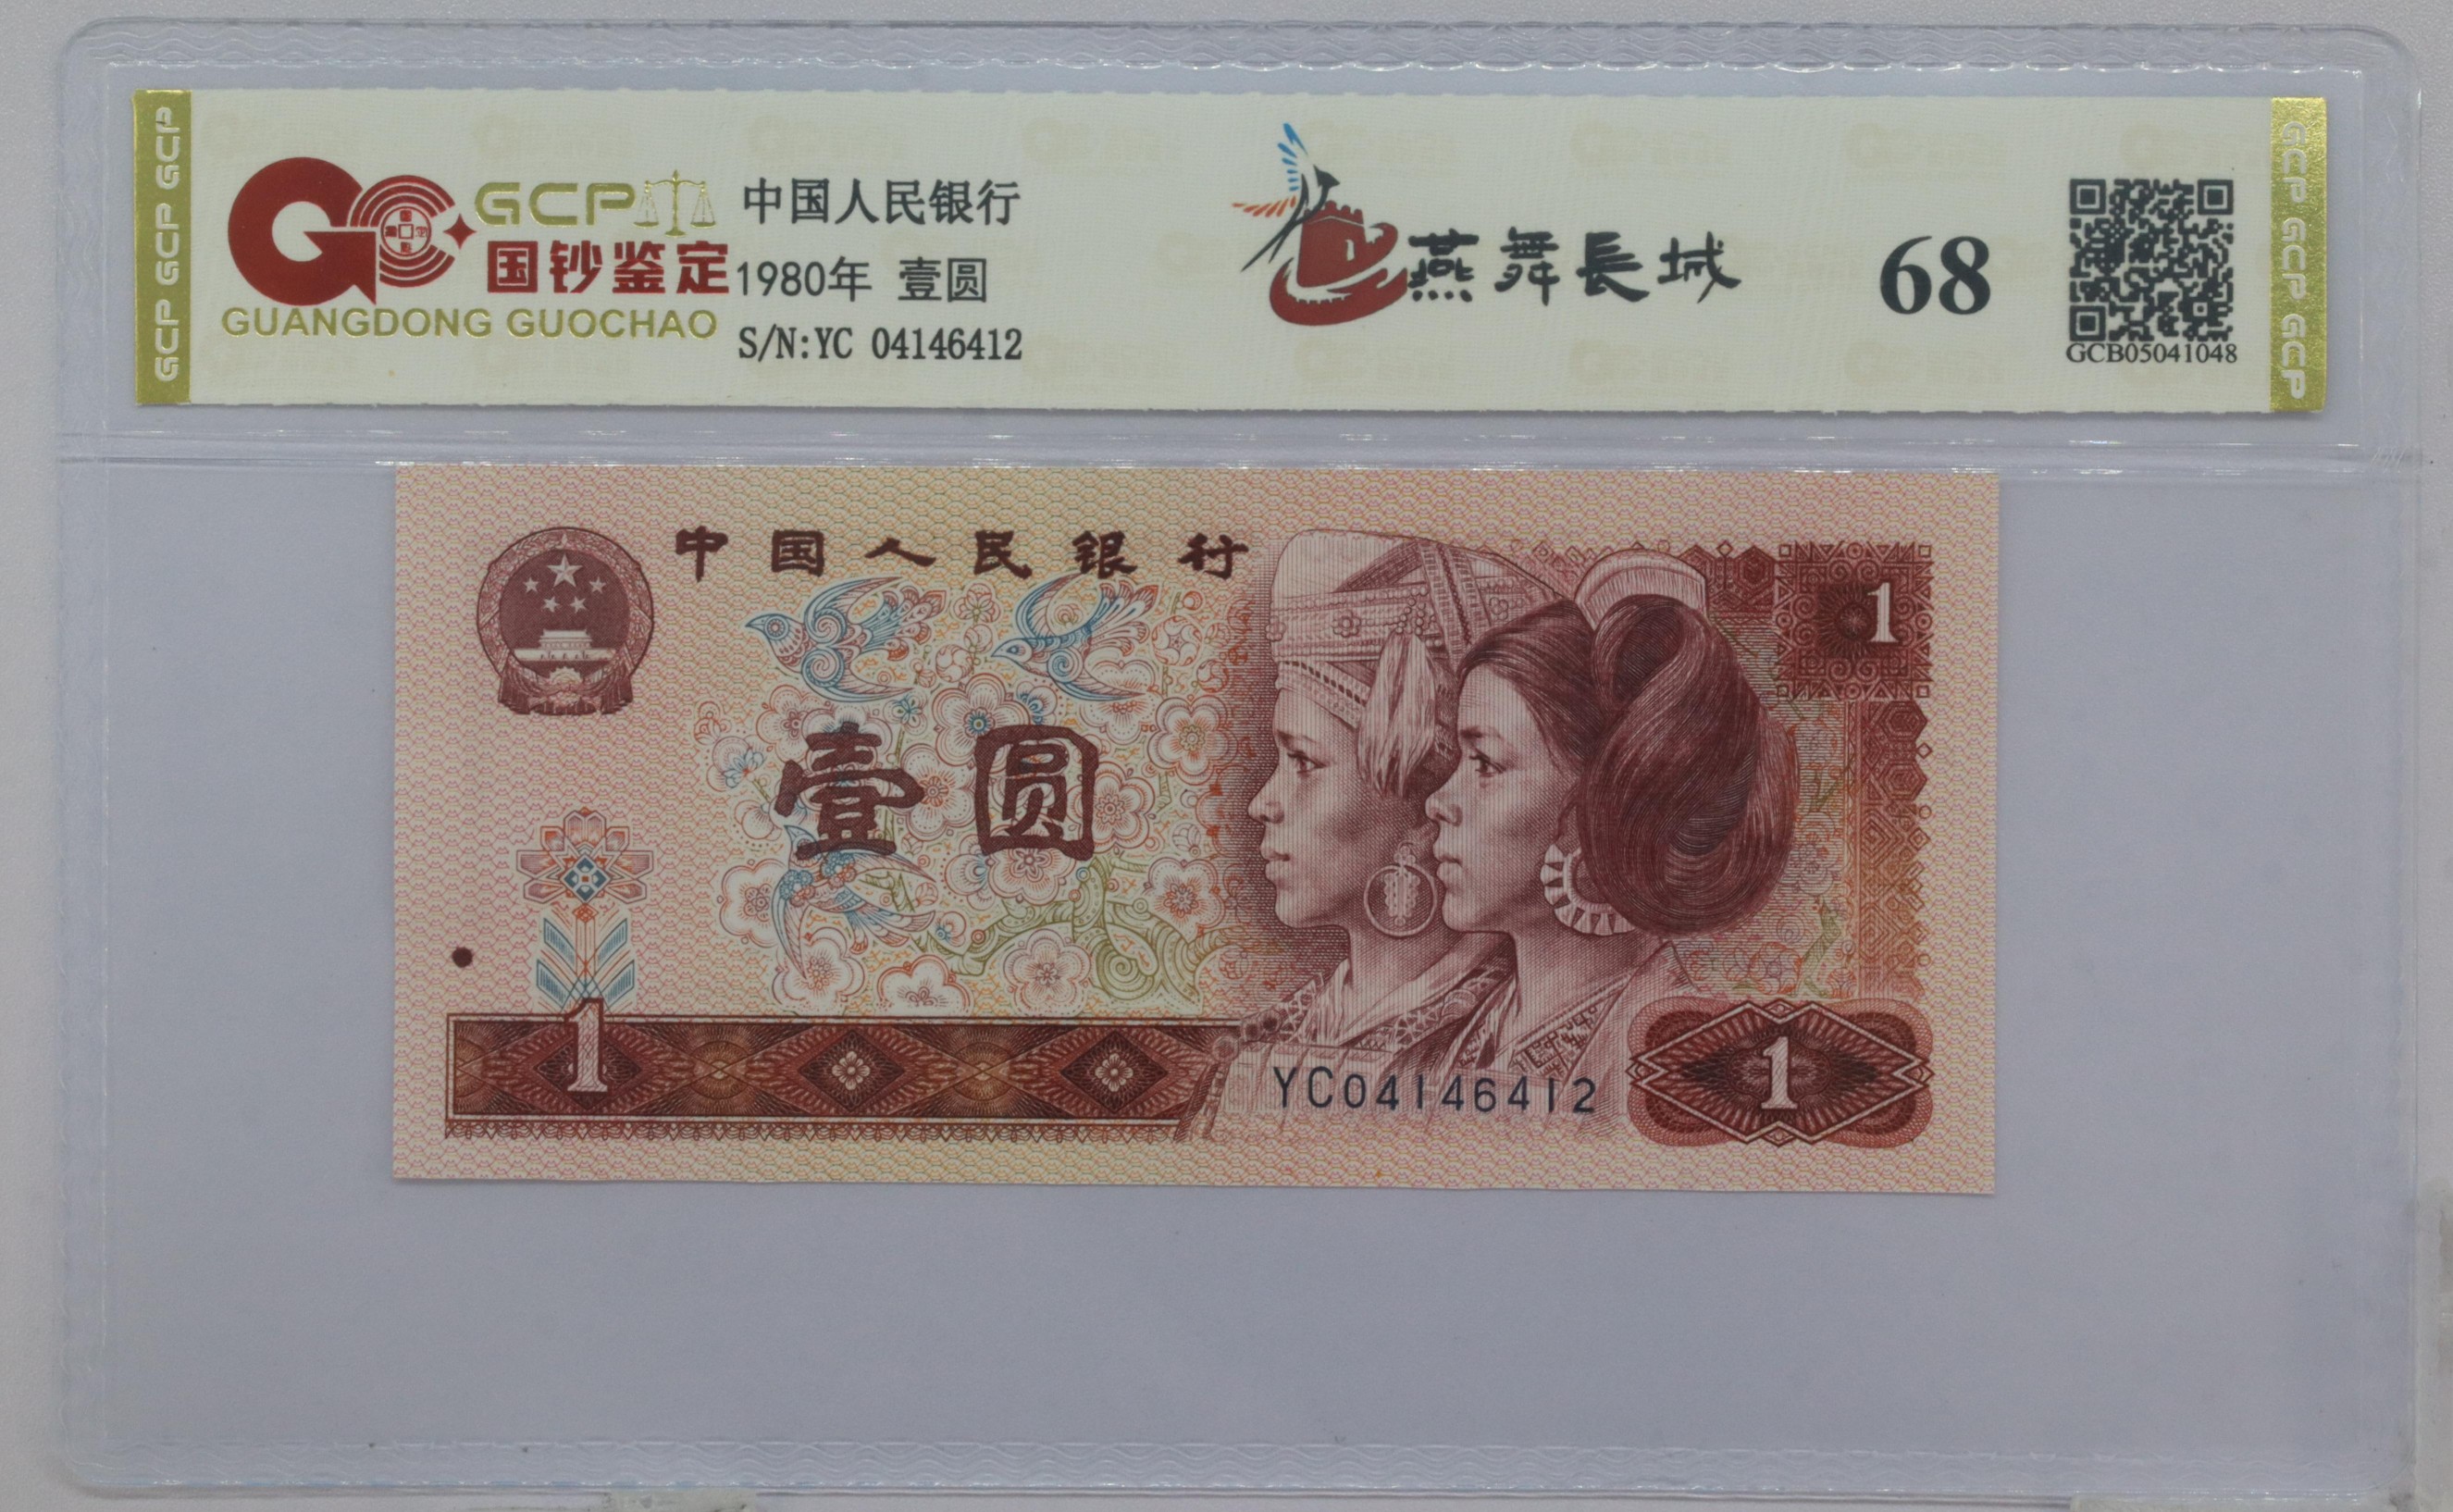 GCP GCP GCP
GCP
国钞鉴定
GUANGDONG GUOCHAO
中国人民银行
1980年 壹圆
S/N:YC 04146412
燕舞長城
68
GCB05041048
GCP GCP GCP
中国人民银行
1
壹圆
1
YC04146412
1